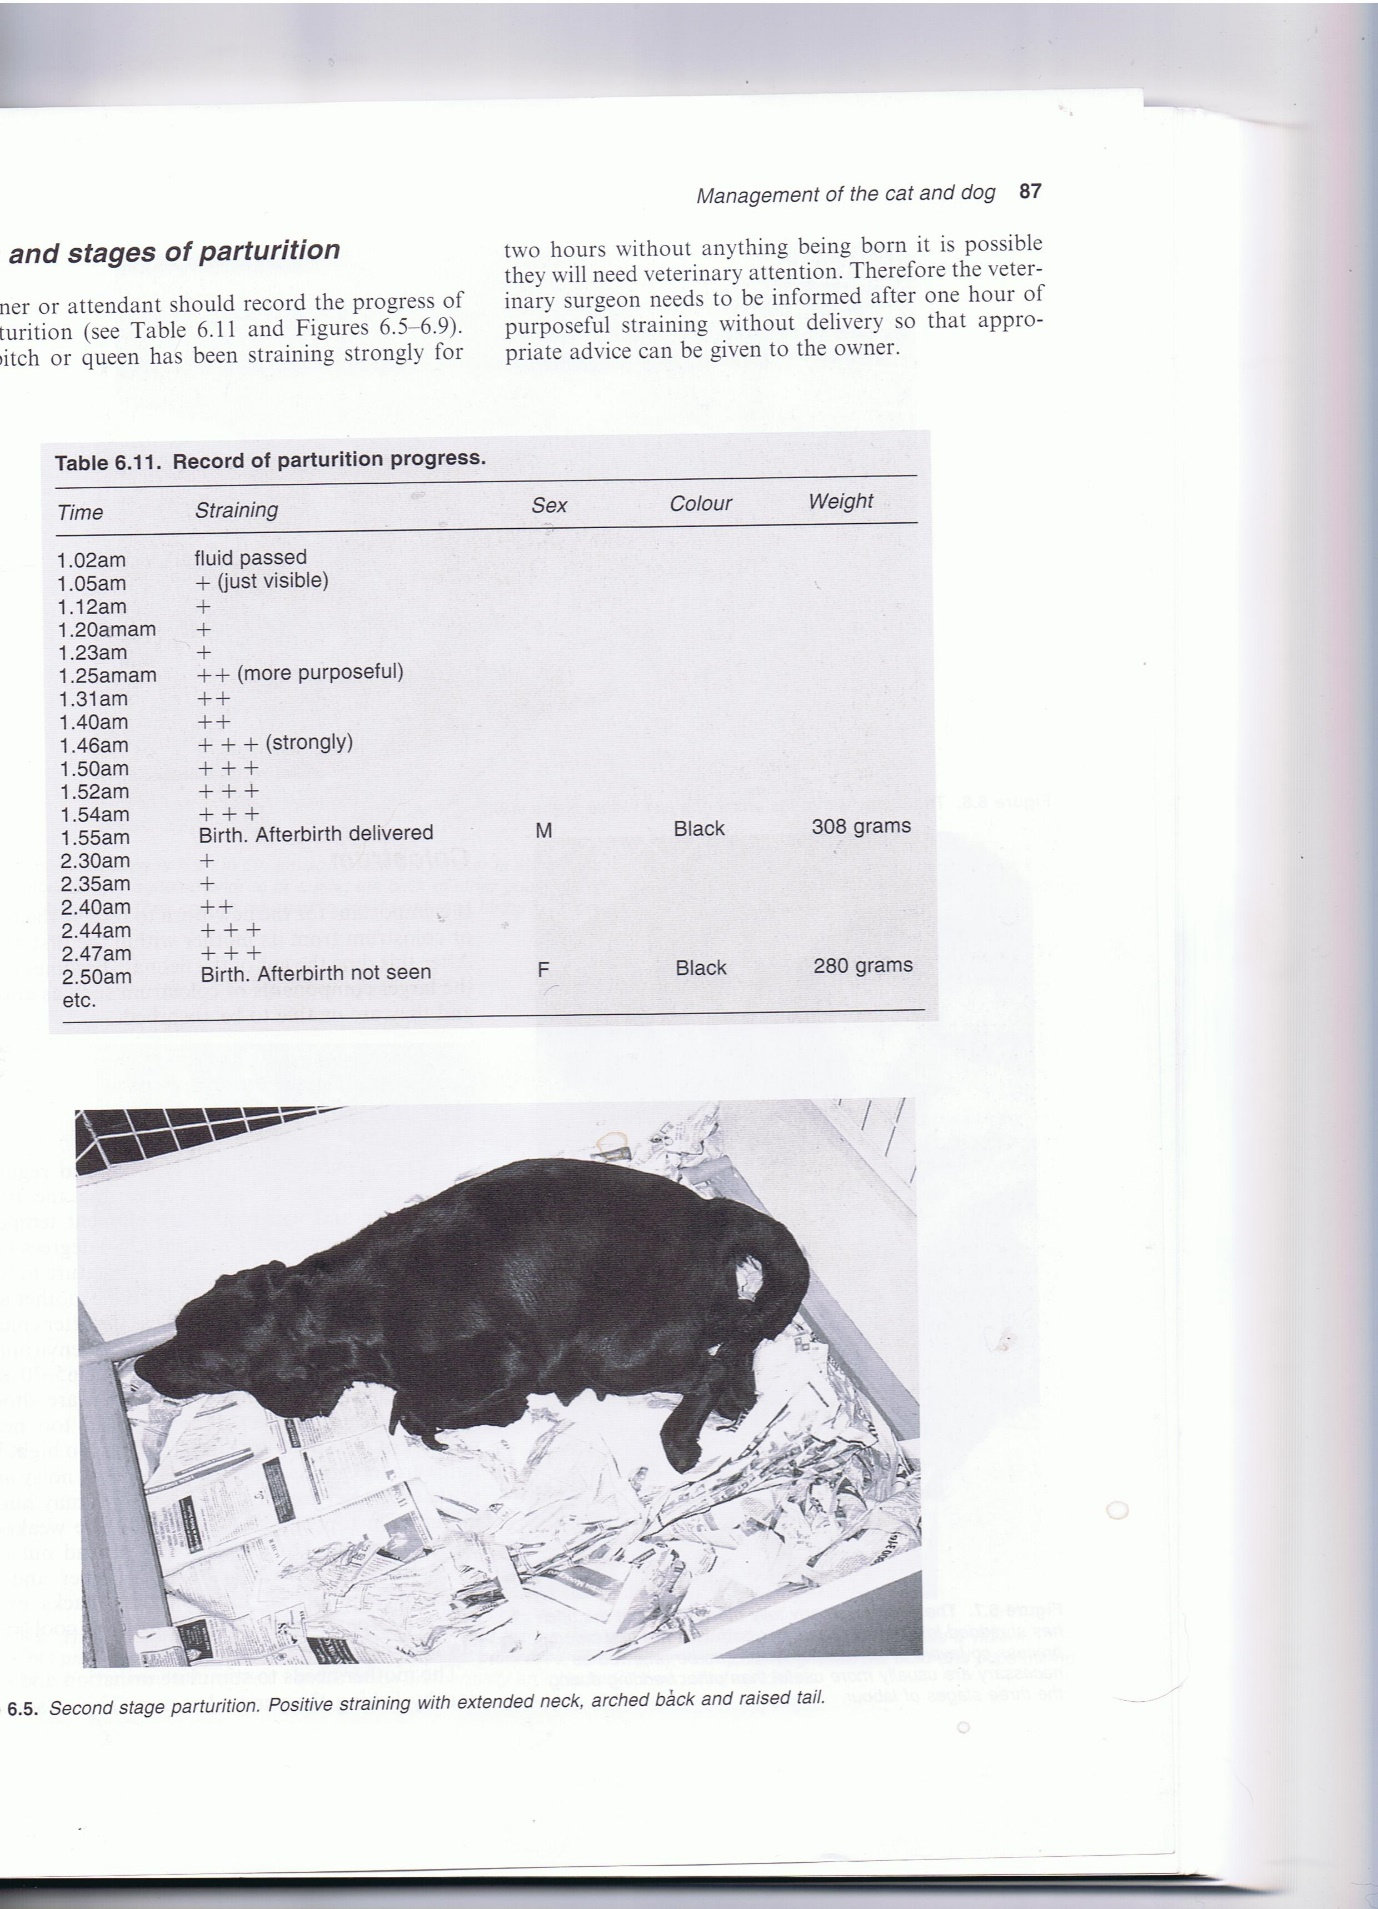 Management of the cat and dog 87
and stages of parturition
ner or attendant should record the progress of
turition (see Table 6.11 and Figures 6.5–6.9).
bitch or queen has been straining strongly for
two hours without anything being born it is possible
they will need veterinary attention. Therefore the veter-
inary surgeon needs to be informed after one hour of
purposeful straining without delivery so that appro-
priate advice can be given to the owner.
Table 6.11. Record of parturition progress.
Time Straining Sex Colour Weight
1.02am fluid passed
1.05am + (just visible)
1.12am +
1.20amam +
1.23am +
1.25amam ++ (more purposeful)
1.31am ++
1.40am ++
1.46am + + + (strongly)
1.50am + + +
1.52am + + +
1.54am + + +
1.55am Birth. Afterbirth delivered M Black 308 grams
2.30am +
2.35am +
2.40am ++
2.44am + + +
2.47am + + +
2.50am Birth. Afterbirth not seen F Black 280 grams
etc.
6.5. Second stage parturition. Positive straining with extended neck, arched back and raised tail.